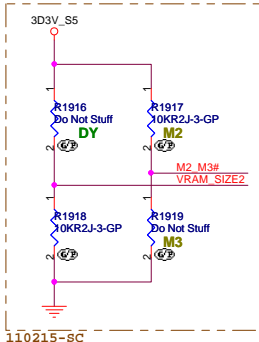 3D3V_S5
1
1
R1916
Do Not Stuff
DY
R1917
10KR2J-3-GP
M2
2
G/P
2
G/P
M2_M3#
VRAM_SIZE2
1
1
R1918
10KR2J-3-GP
R1919
Do Not Stuff
M3
2
G/P
2
G/P
110215-SC